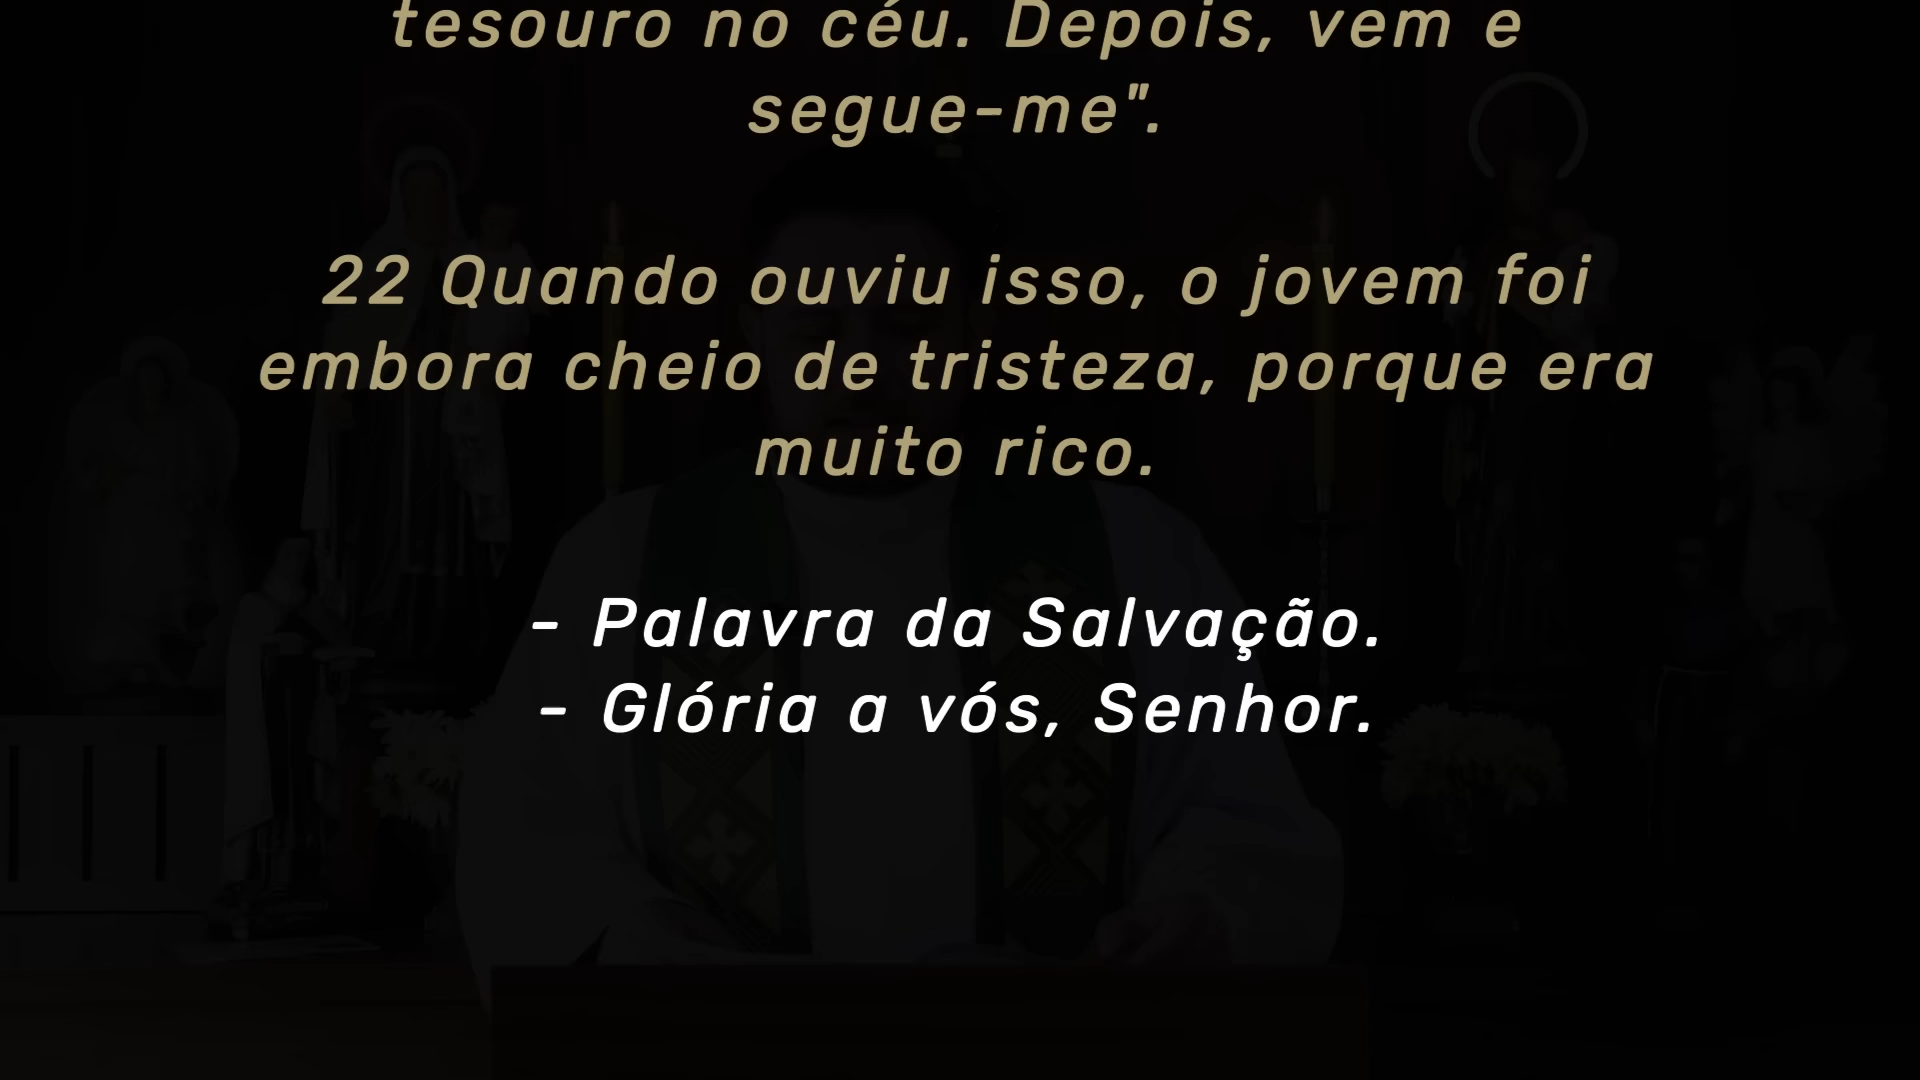 tesouro no céu. Depois, vem e
segue-me".
22 Quando ouviu isso, o jovem foi
embora cheio de tristeza, porque era
muito rico.
- Palavra da Salvação.
- Glória a vós, Senhor.